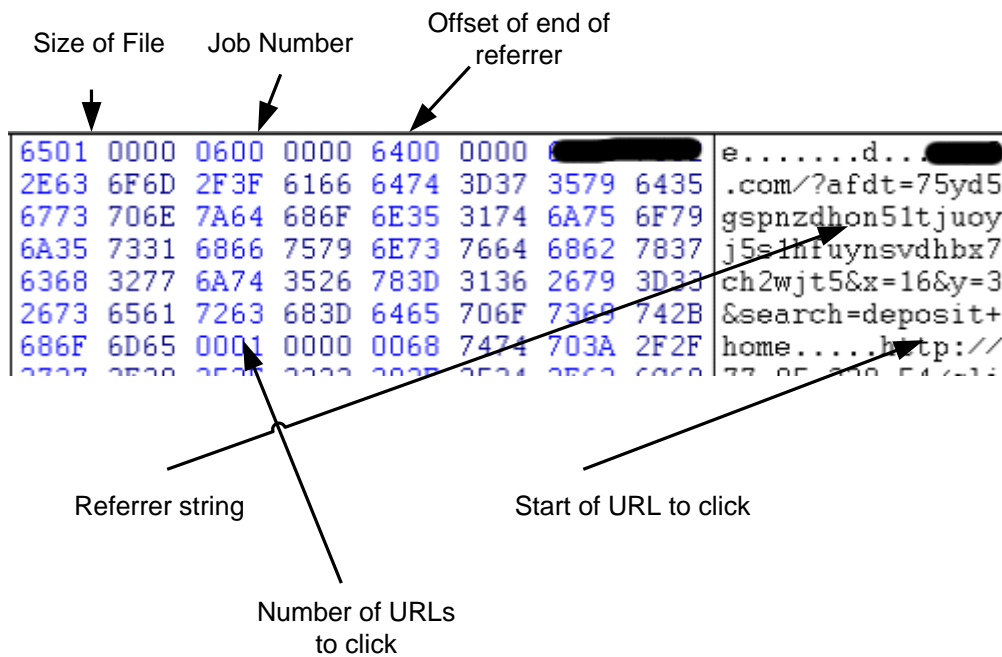 Size of File
Job Number
Offset of end of
referrer
6501 0000 0600 0000 6400 0000 e.......d...
2E63 6F6D 2F3F 6166 6474 3D37 3579 6435 .com/?afdt=75yd5
6773 706E 7A64 686F 6E35 3174 6A75 6F79 gspnzdhon51tjuoy
6A35 7331 6866 7579 6E73 7664 6862 7837 j5s1hfuynsvdhbx7
6368 3277 6A74 3526 783D 3136 2679 3D33 ch2wjt5&x=16&y=3
2673 6561 7263 683D 6465 706F 7369 742B &search=deposit+
686F 6D65 0001 0000 0068 7474 703A 2F2F home.....http://
Referrer string
Start of URL to click
Number of URLs
to click